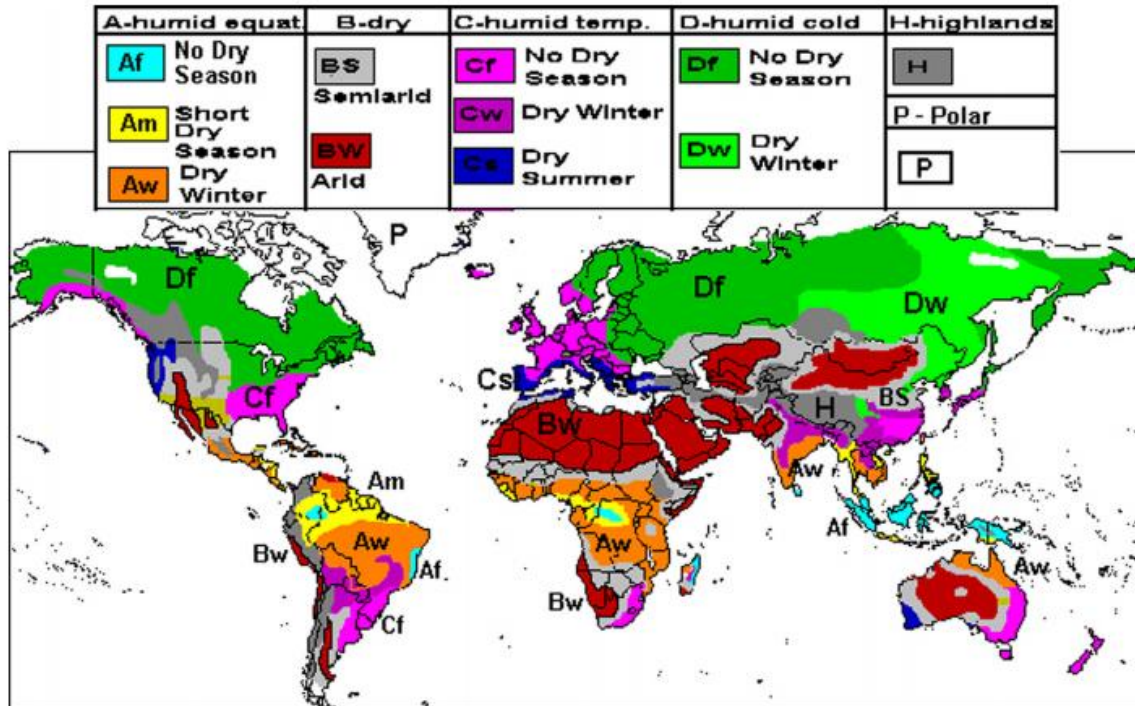 A-humid equat.
B-dry
C-humid temp.
D-humid cold
H-highlands
Af No Dry
Season
Am Short
Dry
Season
Aw Dry
Winter
BS
Semiarid
BW
Arid
Cf No Dry
Season
Cw Dry Winter
Cs Dry
Summer
Df No Dry
Season
Dw Dry
Winter
H
P - Polar
P
P
Df
Df
Dw
Cf
Cs
BS
Bw
H
Am
Aw
Aw
Af
Bw
Aw
Af
Bw
Aw
Cf